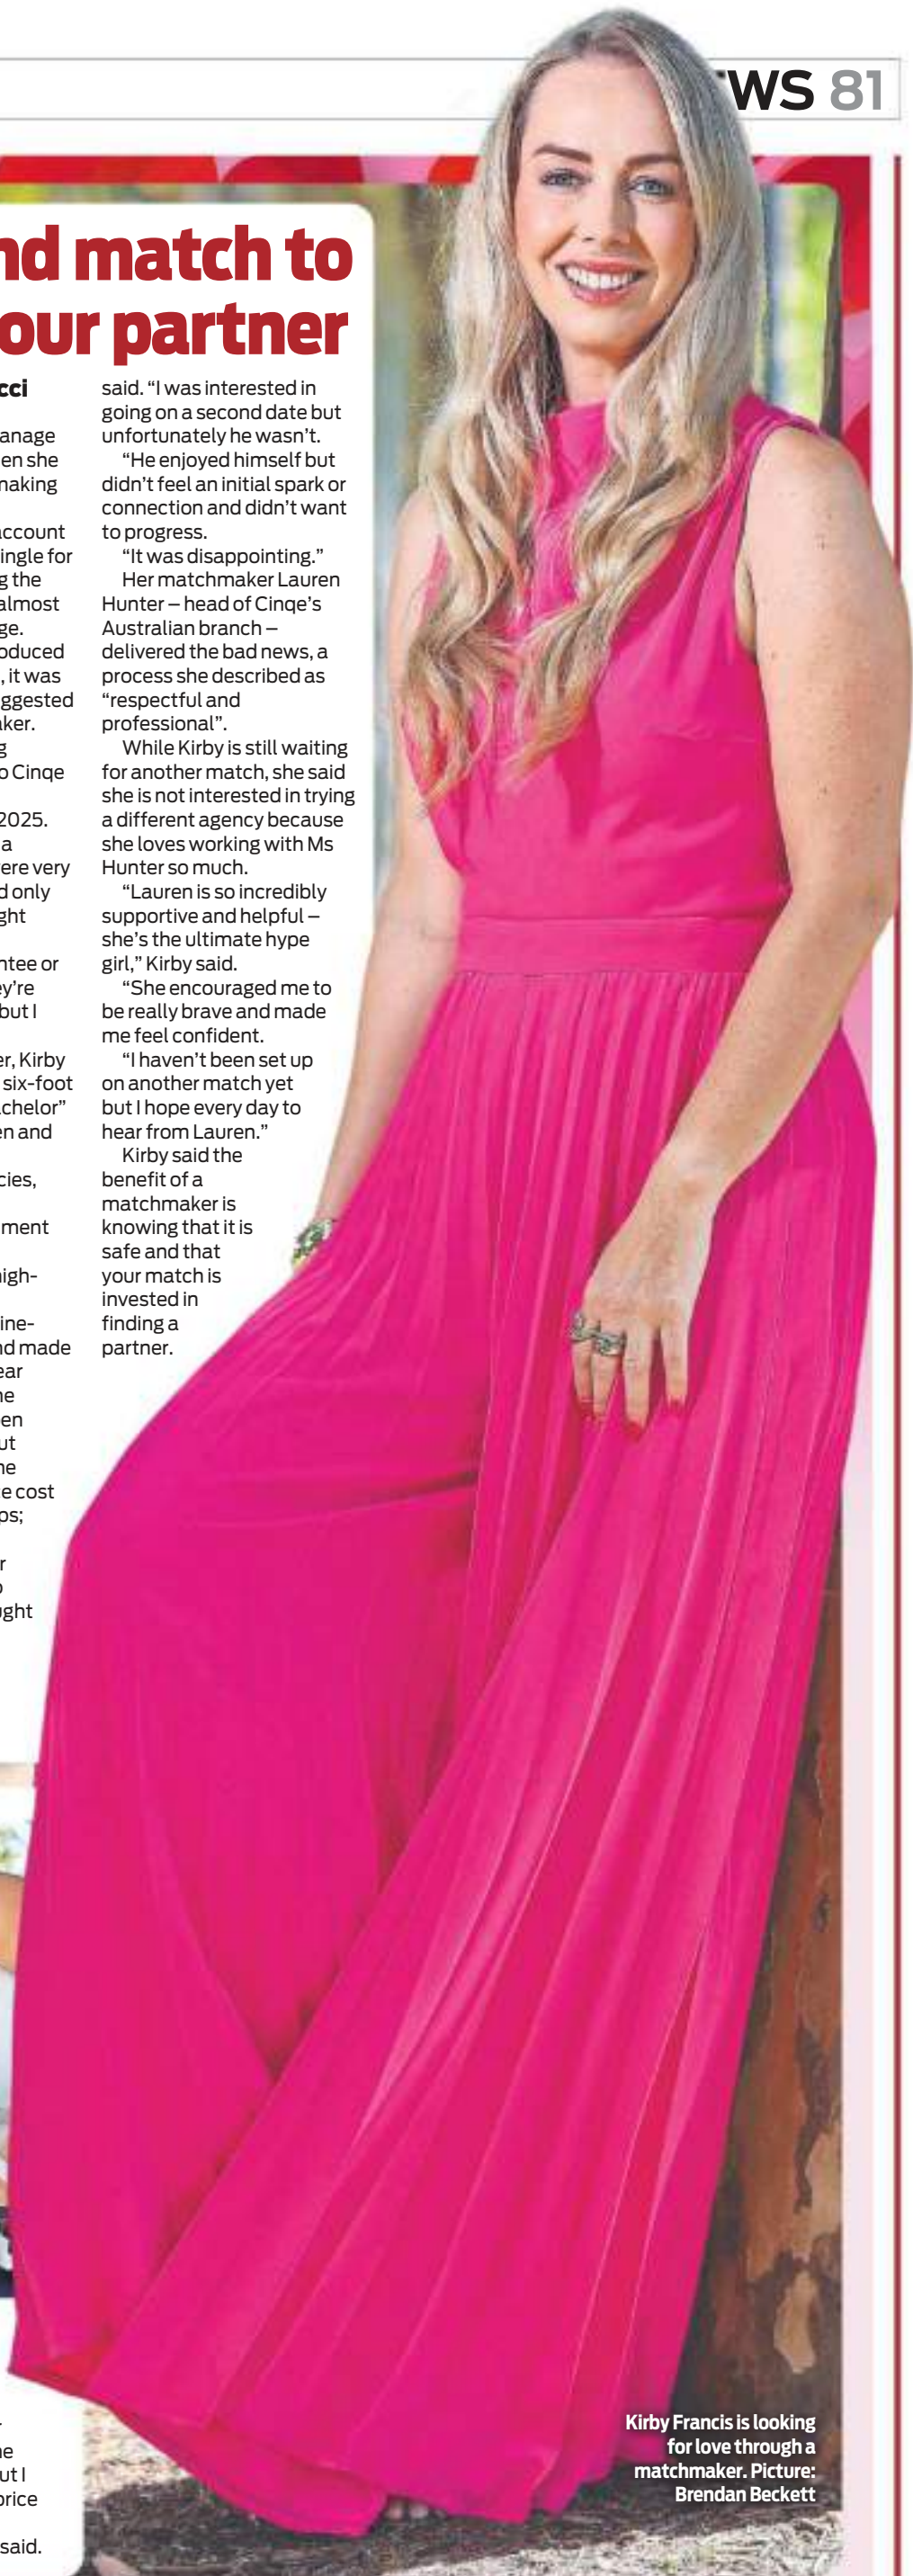 WS 81
nd match to
our partner
cci
anage
en she
making
account
ingle for
g the
almost
ge.
oduced
, it was
ggested
aker.
g
o Cinqe
2025.
a
ere very
d only
ght
ntee or
ey’re
but I
er, Kirby
six-foot
achelor”
en and
cies,
ment
high-
ine-
nd made
ear
he
en
ut
he
e cost
ps;
r
ught
he
ut I
price
said.
said. “I was interested in
going on a second date but
unfortunately he wasn’t.
“He enjoyed himself but
didn’t feel an initial spark or
connection and didn’t want
to progress.
“It was disappointing.”
Her matchmaker Lauren
Hunter – head of Cinqe’s
Australian branch –
delivered the bad news, a
process she described as
“respectful and
professional”.
While Kirby is still waiting
for another match, she said
she is not interested in trying
a different agency because
she loves working with Ms
Hunter so much.
“Lauren is so incredibly
supportive and helpful –
she’s the ultimate hype
girl,” Kirby said.
“She encouraged me to
be really brave and made
me feel confident.
“I haven’t been set up
on another match yet
but I hope every day to
hear from Lauren.”
Kirby said the
benefit of a
matchmaker is
knowing that it is
safe and that
your match is
invested in
finding a
partner.
Kirby Francis is looking
for love through a
matchmaker. Picture:
Brendan Beckett